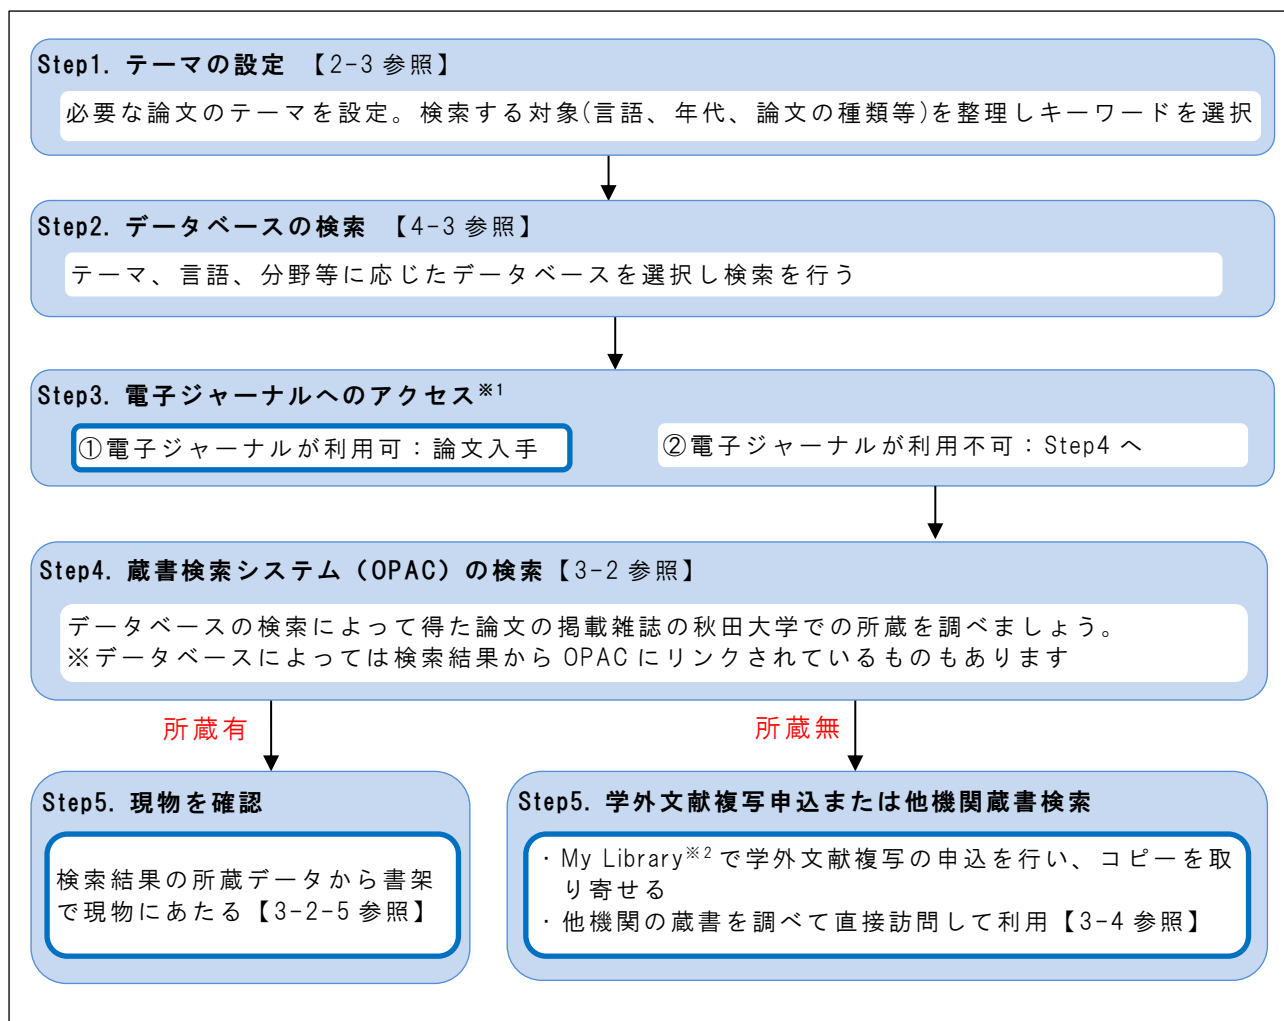 Step1. テーマの設定 【2-3 参照】
必要な論文のテーマを設定。検索する対象(言語、年代、論文の種類等)を整理しキーワードを選択
Step2. データベースの検索 【4-3 参照】
テーマ、言語、分野等に応じたデータベースを選択し検索を行う
Step3. 電子ジャーナルへのアクセス※1
①電子ジャーナルが利用可：論文入手
②電子ジャーナルが利用不可：Step4 へ
Step4. 蔵書検索システム（OPAC）の検索【3-2 参照】
データベースの検索によって得た論文の掲載雑誌の秋田大学での所蔵を調べましょう。
※データベースによっては検索結果から OPAC にリンクされているものもあります
所蔵有
所蔵無
Step5. 現物を確認
検索結果の所蔵データから書架
で現物にあたる【3-2-5 参照】
Step5. 学外文献複写申込または他機関蔵書検索
・My Library※2 で学外文献複写の申込を行い、コピーを取
り寄せる
・他機関の蔵書を調べて直接訪問して利用【3-4 参照】